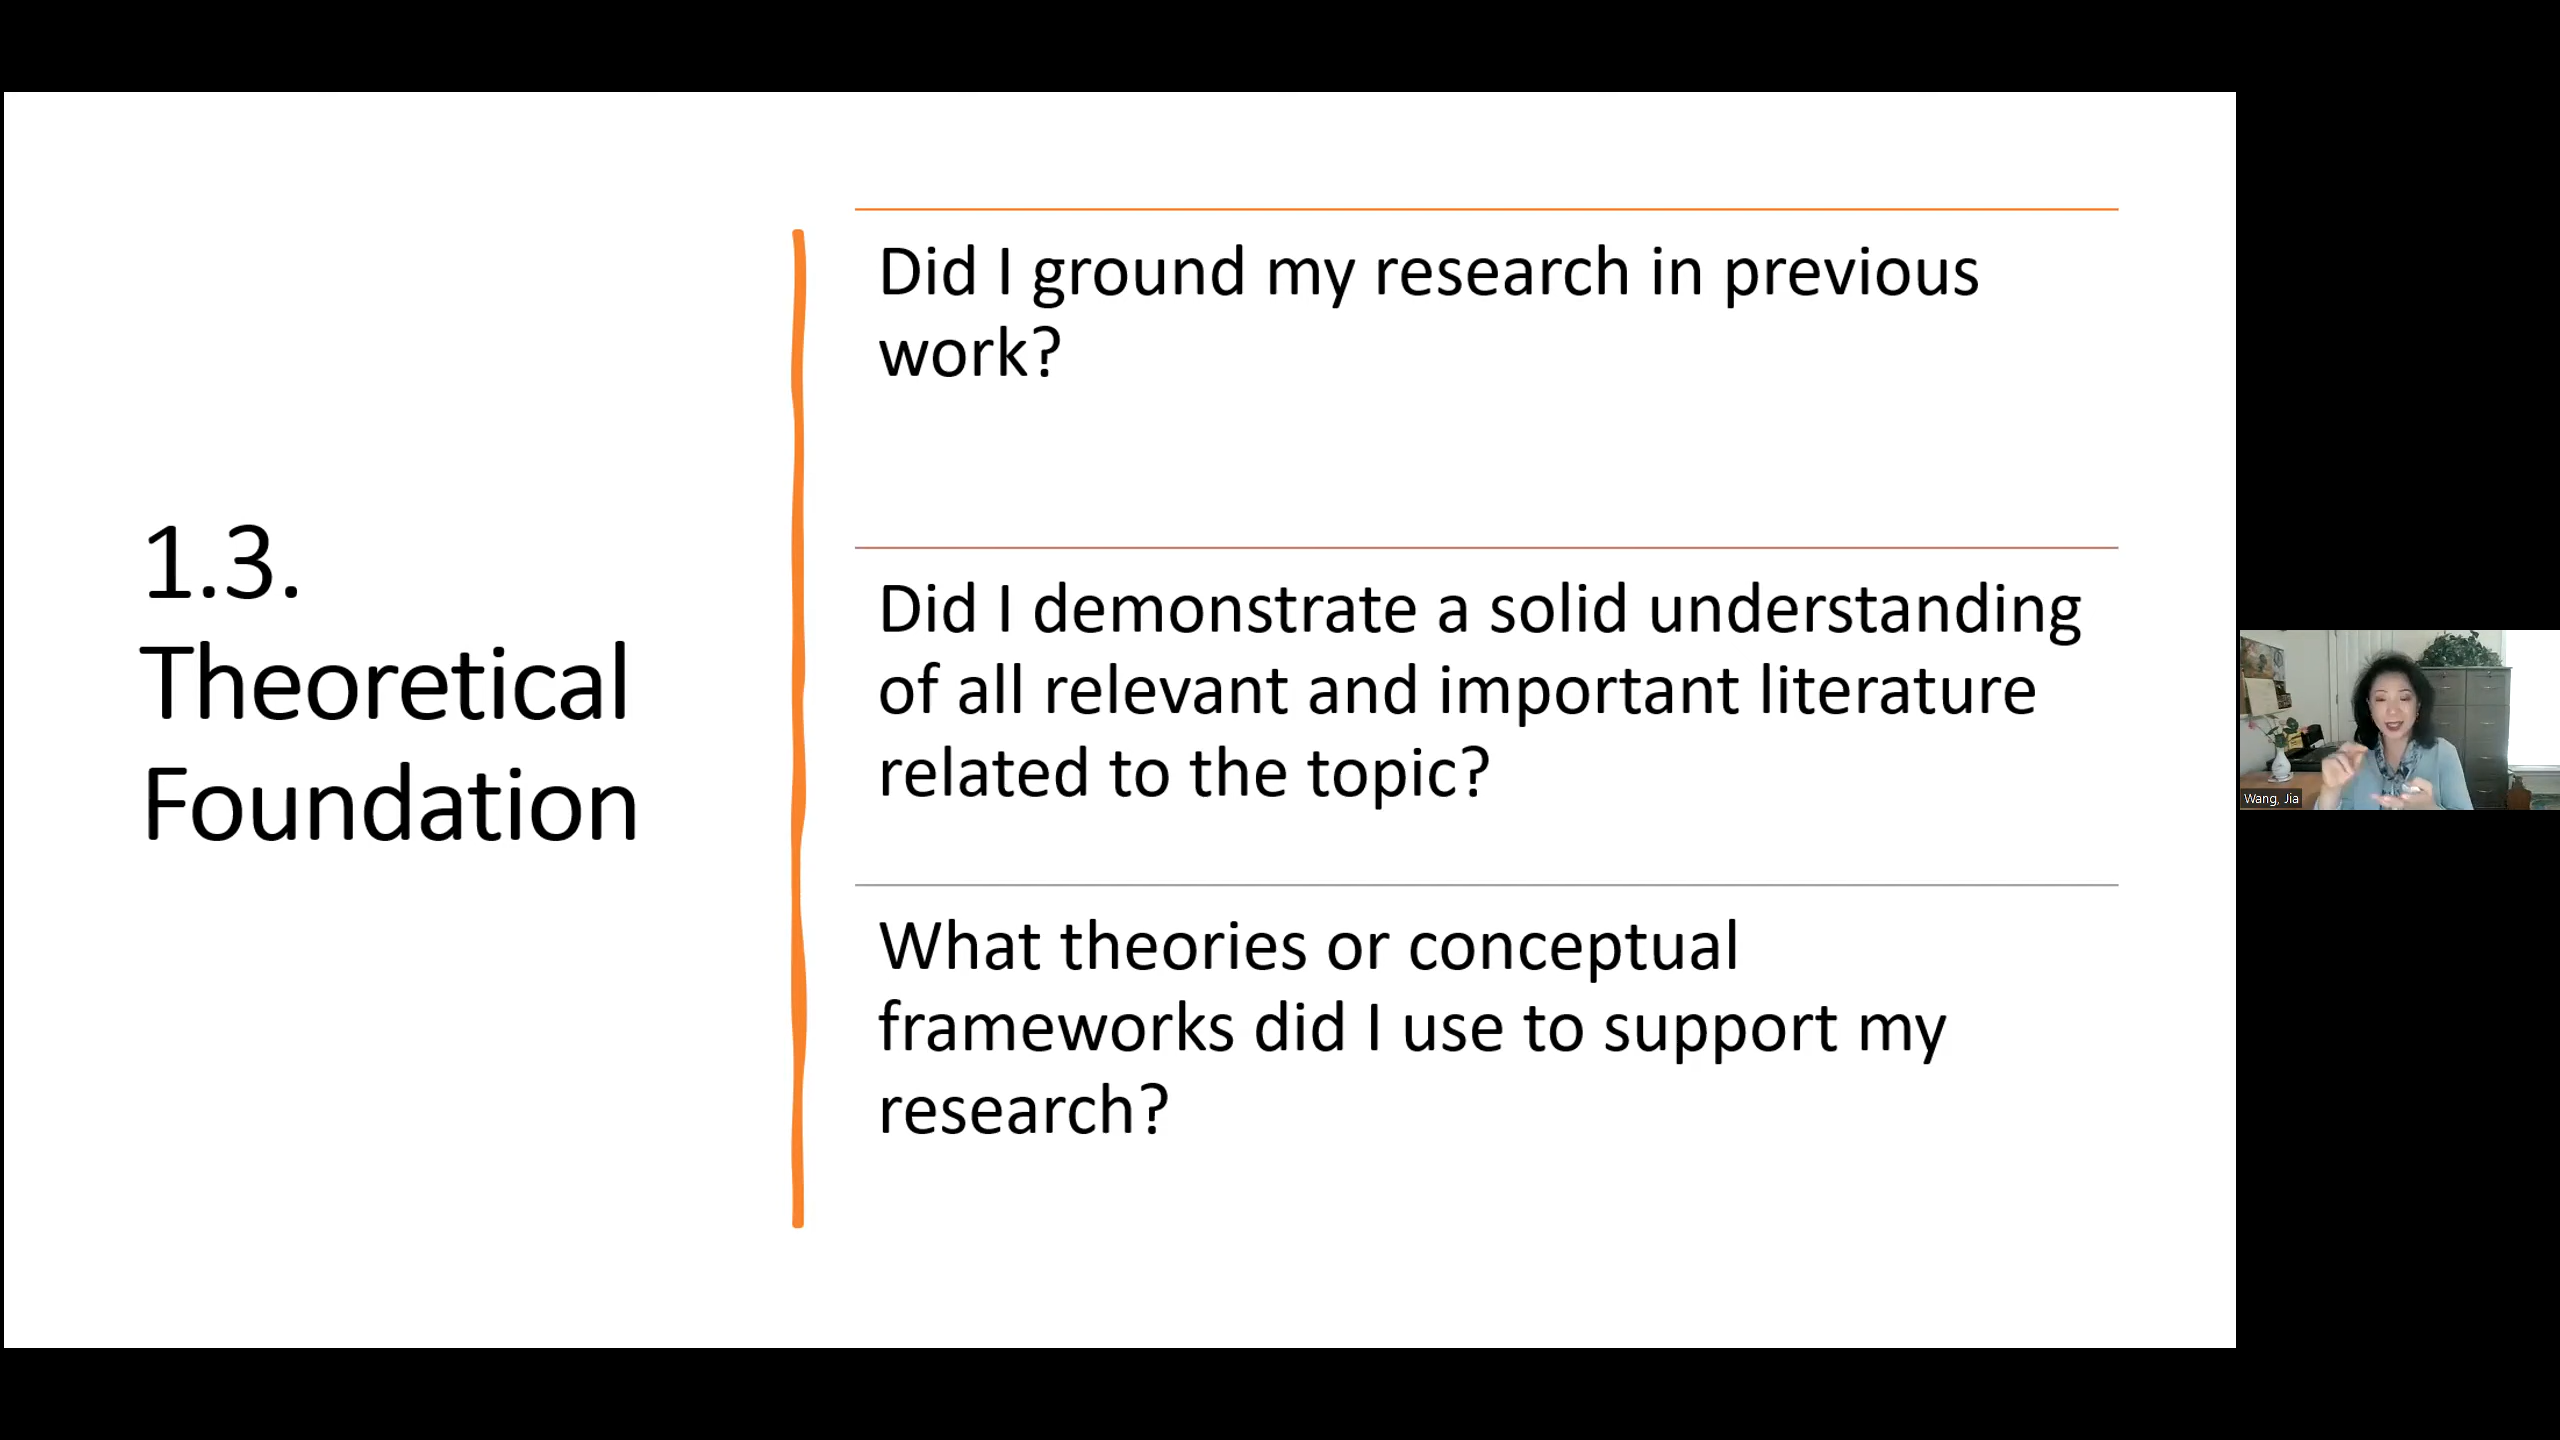 1.3.
Theoretical
Foundation
Did I ground my research in previous
work?
Did I demonstrate a solid understanding
of all relevant and important literature
related to the topic?
What theories or conceptual
frameworks did I use to support my
research?
Wang, Jia